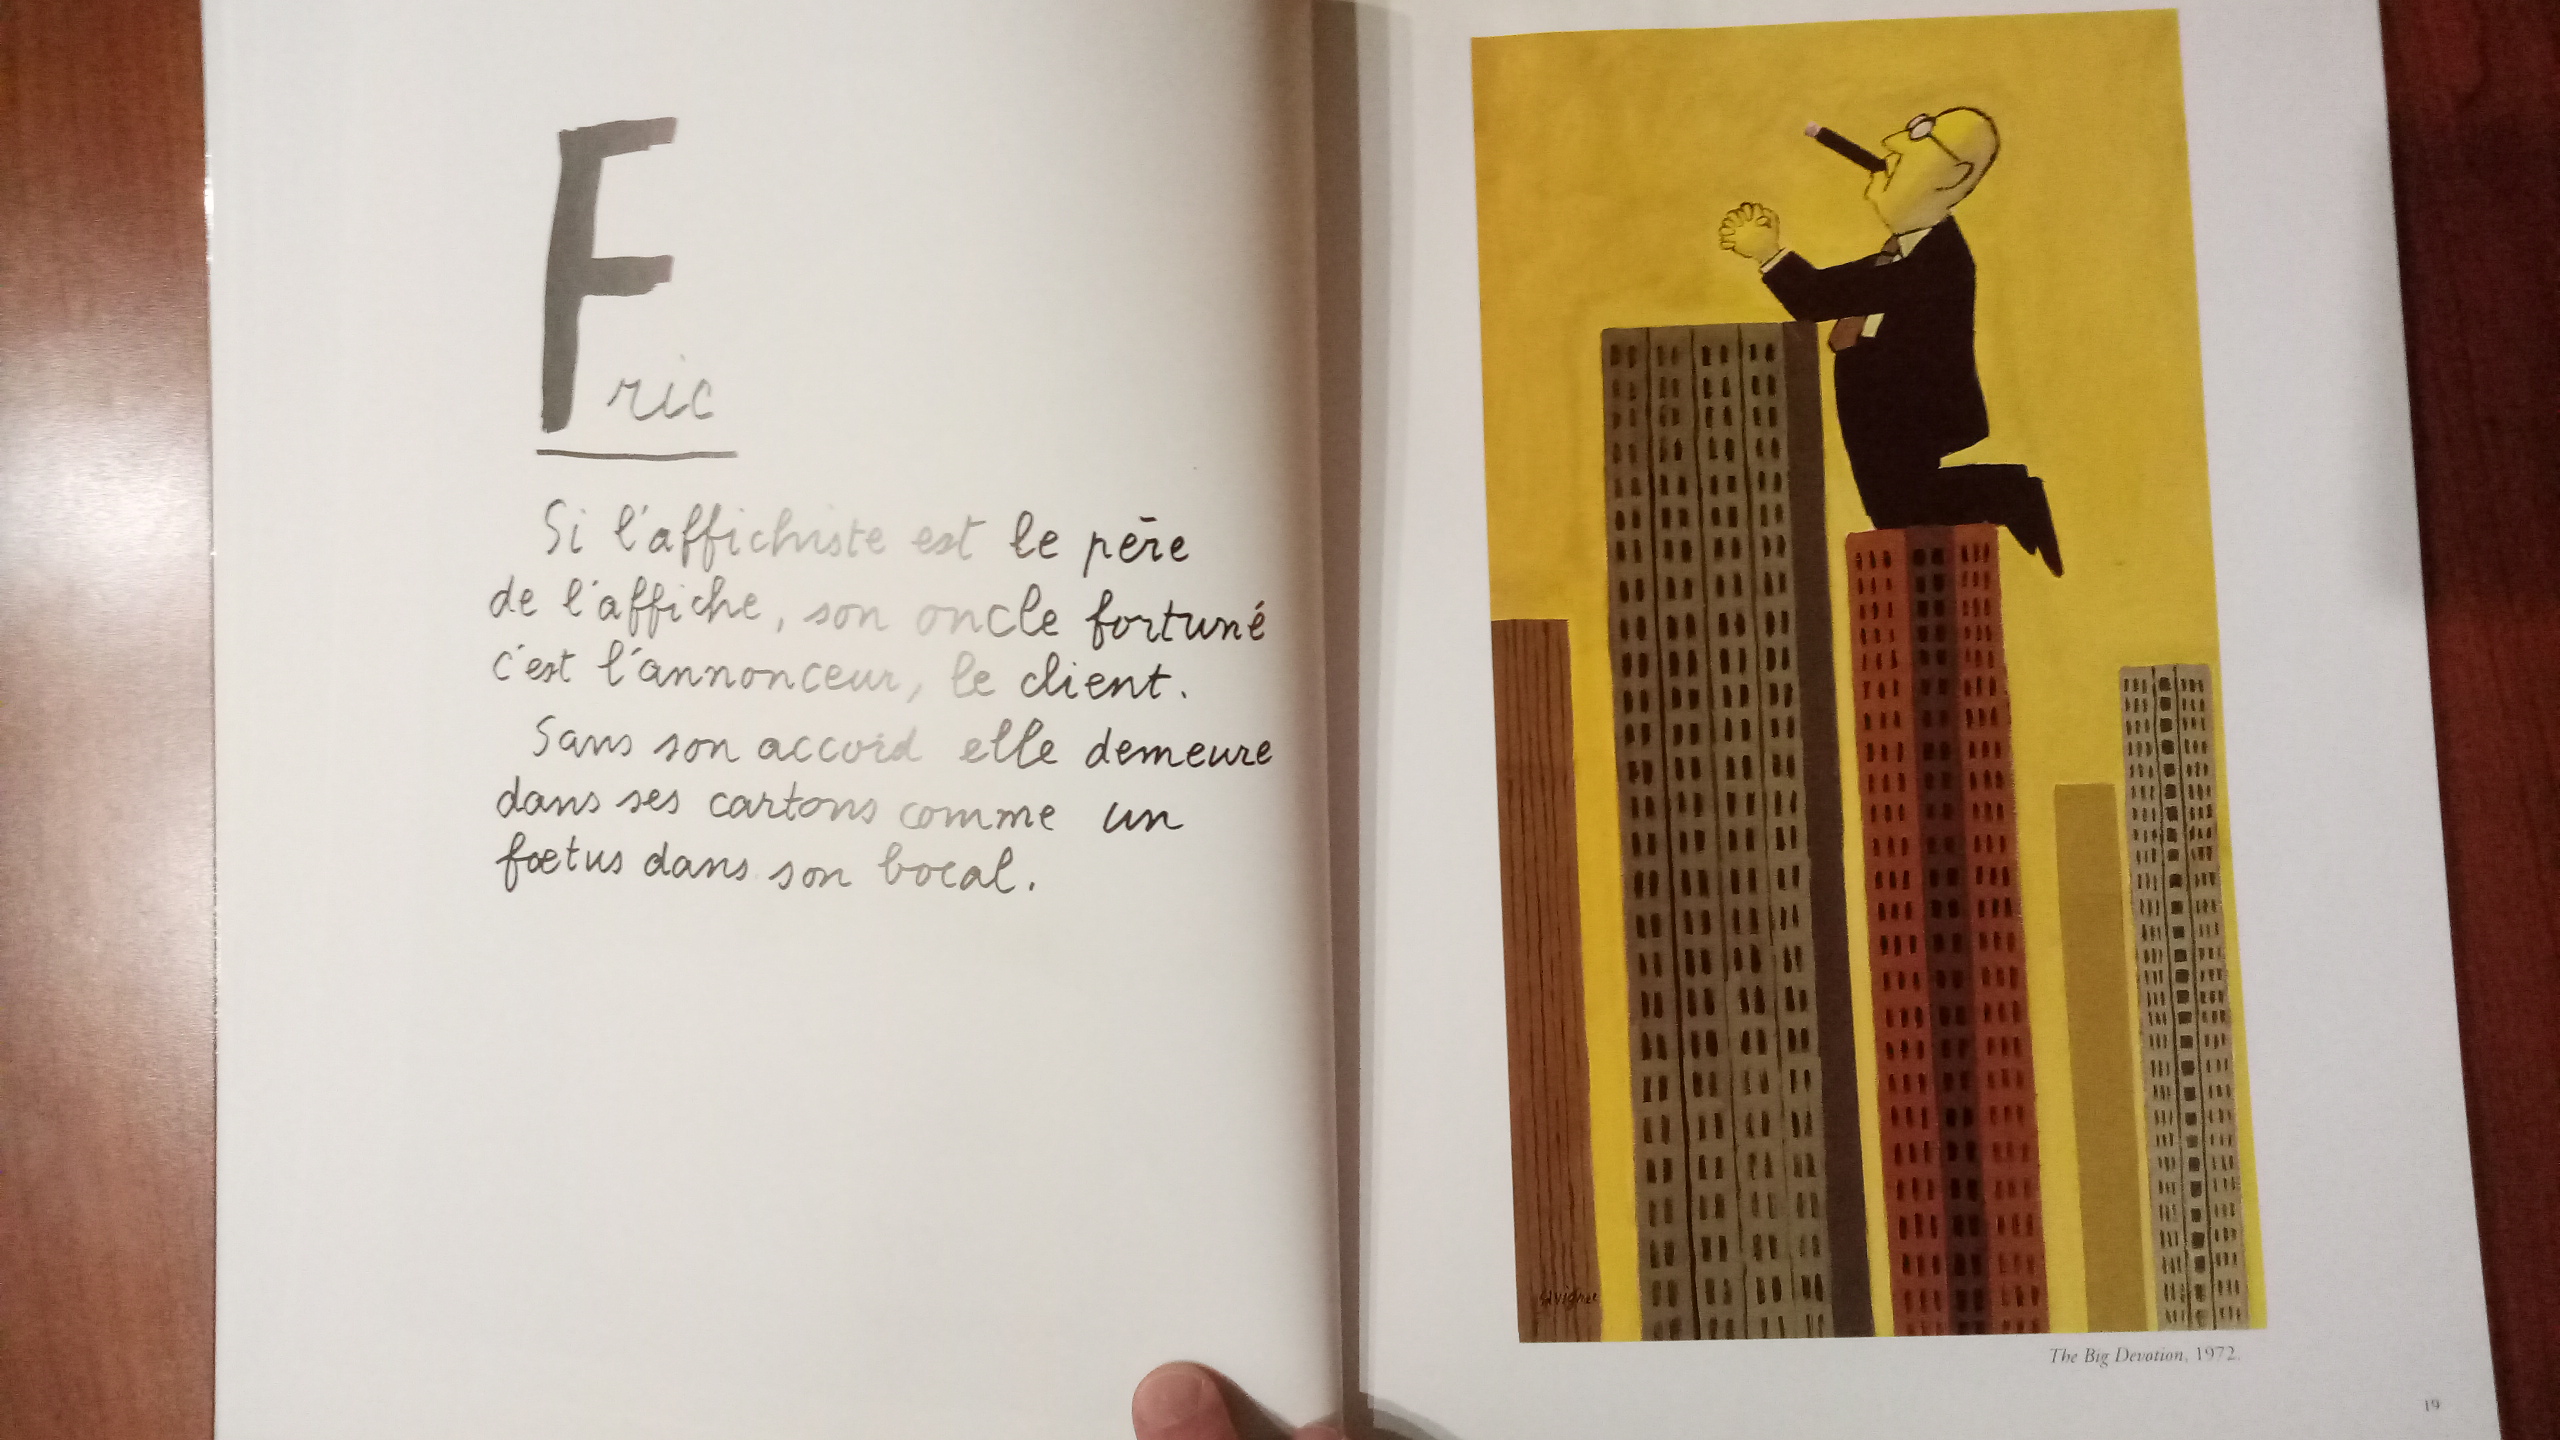 Fric
Si l'affichiste est le père
de l'affiche, son oncle fortuné
c'est l'annonceur, le client.
Sans son accord elle demeure
dans ses cartons comme un
fœtus dans son bocal.
Savignac
The Big Devotion, 1972.
19